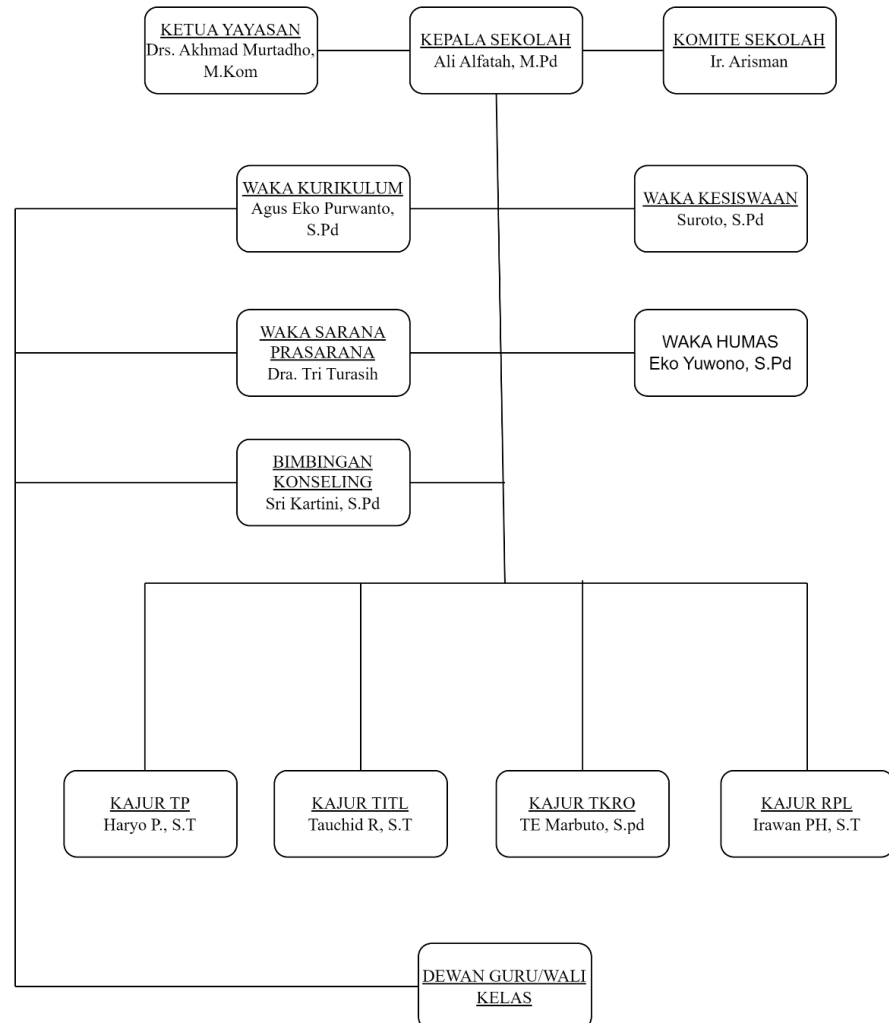 KETUA YAYASAN
Drs. Akhmad Murtadho,
M.Kom
KEPALA SEKOLAH
Ali Alfatah, M.Pd
KOMITE SEKOLAH
Ir. Arisman
WAKA KURIKULUM
Agus Eko Purwanto,
S.Pd
WAKA KESISWAAN
Suroto, S.Pd
WAKA SARANA
PRASARANA
Dra. Tri Turasih
WAKA HUMAS
Eko Yuwono, S.Pd
BIMBINGAN
KONSELING
Sri Kartini, S.Pd
KAJUR TP
Haryo P., S.T
KAJUR TITL
Tauchid R, S.T
KAJUR TKRO
TE Marbuto, S.pd
KAJUR RPL
Irawan PH, S.T
DEWAN GURU/WALI
KELAS